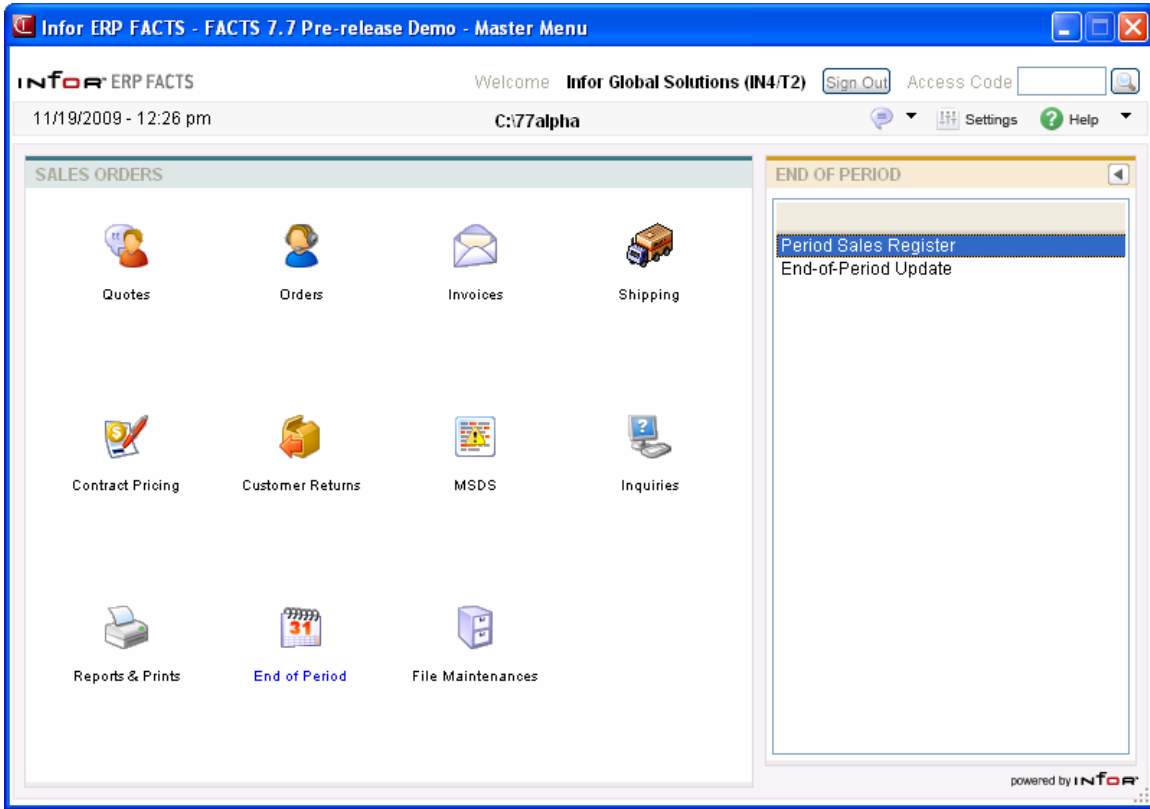 Infor ERP FACTS - FACTS 7.7 Pre-release Demo - Master Menu
infor ERP FACTS Welcome Infor Global Solutions (IN4/T2) Sign Out Access Code
11/19/2009 - 12:26 pm C:\77alpha Settings Help
SALES ORDERS
Quotes Orders Invoices Shipping
Contract Pricing Customer Returns MSDS Inquiries
31
Reports & Prints End of Period File Maintenances
END OF PERIOD
Period Sales Register
End-of-Period Update
powered by infor